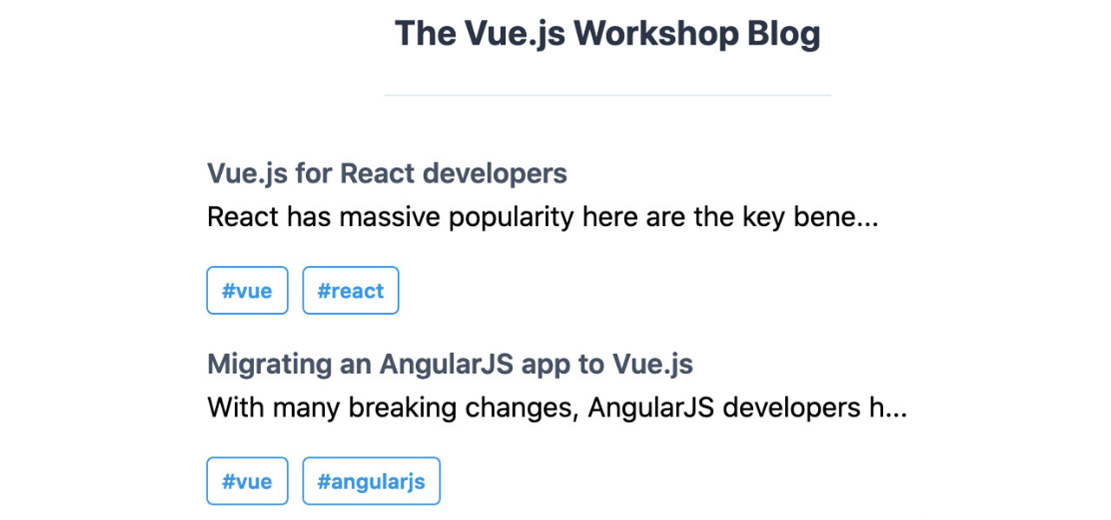 The Vue.js Workshop Blog
Vue.js for React developers
React has massive popularity here are the key bene...
#vue #react
Migrating an AngularJS app to Vue.js
With many breaking changes, AngularJS developers h...
#vue #angularjs